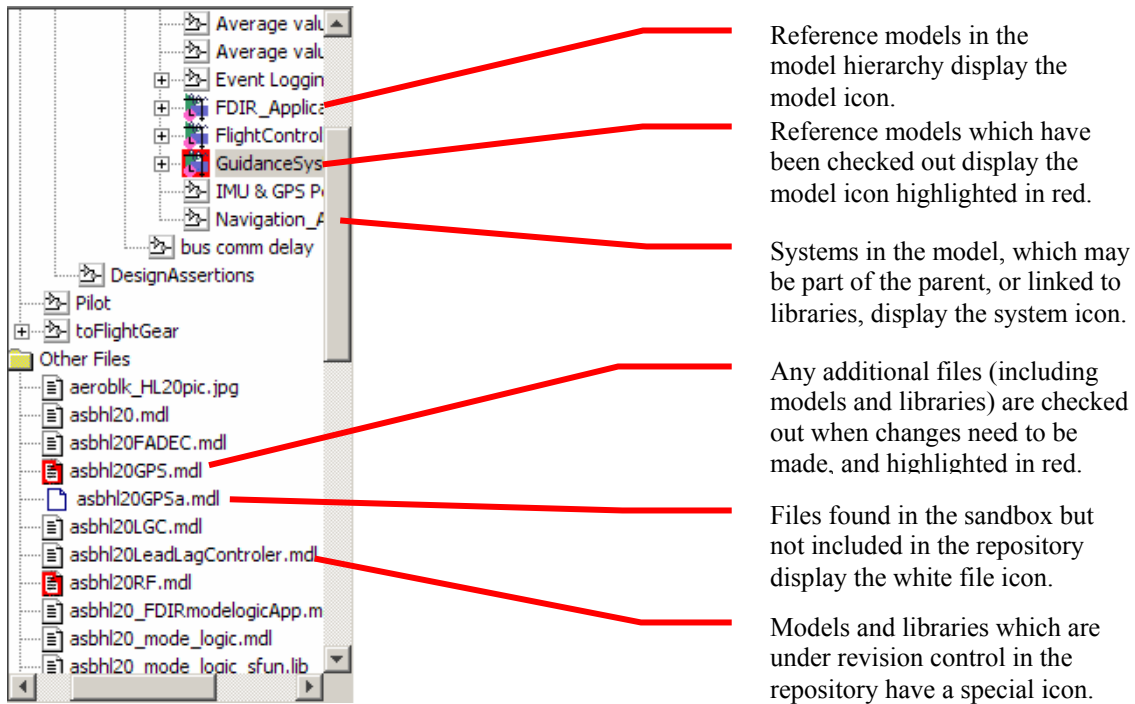 Average valu
Average valu
Event Loggin
FDIR_Applica
FlightControl
GuidanceSys
IMU & GPS P
Navigation_A
bus comm delay
DesignAssertions
Pilot
toFlightGear
Other Files
aeroblk_HL20pic.jpg
asbhl20.mdl
asbhl20FADEC.mdl
asbhl20GPS.mdl
asbhl20GPSa.mdl
asbhl20LGC.mdl
asbhl20LeadLagControler.mdl
asbhl20RF.mdl
asbhl20_FDIRmodelogicApp.m
asbhl20_mode_logic.mdl
asbhl20_mode_logic_sfun.lib
Reference models in the
model hierarchy display the
model icon.
Reference models which have
been checked out display the
model icon highlighted in red.
Systems in the model, which may
be part of the parent, or linked to
libraries, display the system icon.
Any additional files (including
models and libraries) are checked
out when changes need to be
made, and highlighted in red.
Files found in the sandbox but
not included in the repository
display the white file icon.
Models and libraries which are
under revision control in the
repository have a special icon.